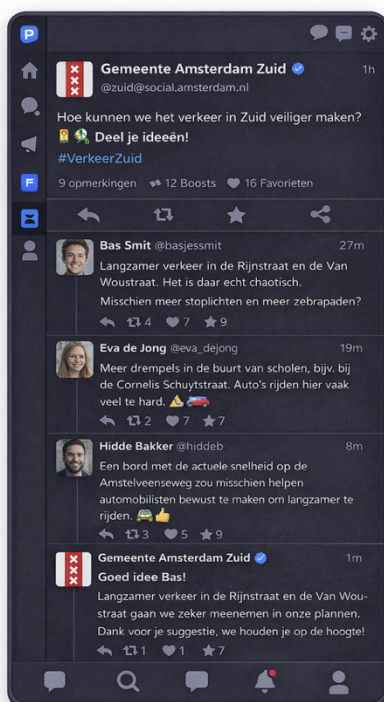 P
Gemeente Amsterdam Zuid
1h
@zuid@social.amsterdam.nl
Hoe kunnen we het verkeer in Zuid veiliger maken?
Deel je ideeën!
#VerkeerZuid
9 opmerkingen 12 Boosts 16 Favorieten
F
Bas Smit @basjessmit 27m
Langzamer verkeer in de Rijnstraat en de Van
Woustraat. Het is daar echt chaotisch.
Misschien meer stoplichten en meer zebrapaden?
4 7 9
Eva de Jong @eva_dejong 19m
Meer drempels in de buurt van scholen, bijv. bij
de Cornelis Schuytstraat. Auto's rijden hier vaak
veel te hard.
2 7 7
Hidde Bakker @hiddeb 8m
Een bord met de actuele snelheid op de
Amstelveenseweg zou misschien helpen
automobilisten bewust te maken om langzamer te
rijden.
3 5 9
Gemeente Amsterdam Zuid 1m
Goed idee Bas!
Langzamer verkeer in de Rijnstraat en de Van Wou-
straat gaan we zeker meenemen in onze plannen.
Dank voor je suggestie, we houden je op de hoogte!
1 1 7